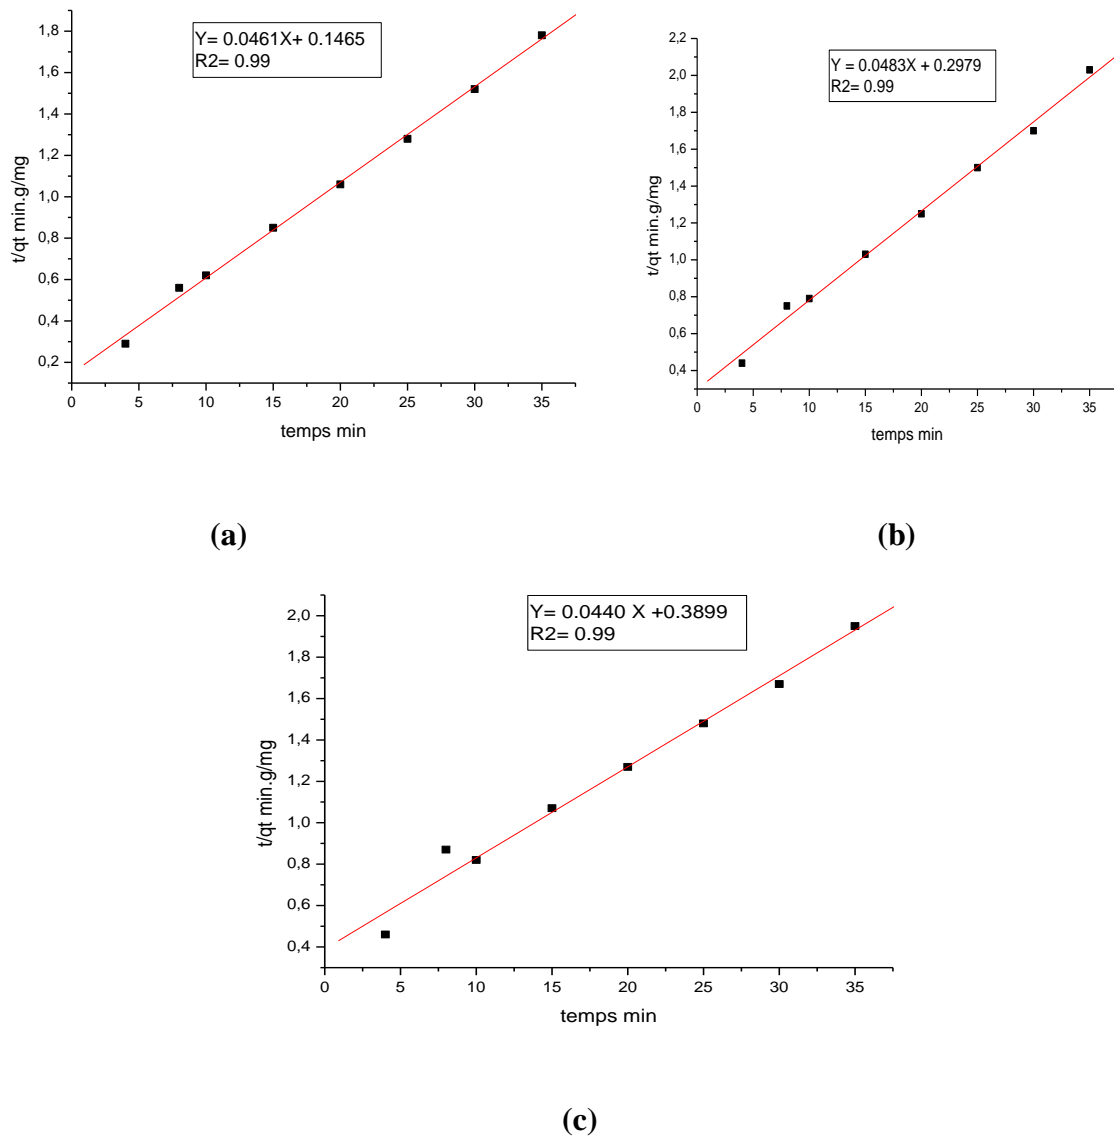 Y= 0.0461X+ 0.1465
R2= 0.99
1,8
1,6
1,4
1,2
1,0
0,8
0,6
0,4
0,2
t/qt min.g/mg
0 5 10 15 20 25 30 35
temps min
(a)
Y = 0.0483X + 0.2979
R2= 0.99
2,2
2,0
1,8
1,6
1,4
1,2
1,0
0,8
0,6
0,4
t/qt min.g/mg
0 5 10 15 20 25 30 35
temps min
(b)
Y= 0.0440 X +0.3899
R2= 0.99
2,0
1,8
1,6
1,4
1,2
1,0
0,8
0,6
0,4
t/qt min.g/mg
0 5 10 15 20 25 30 35
temps min
(c)